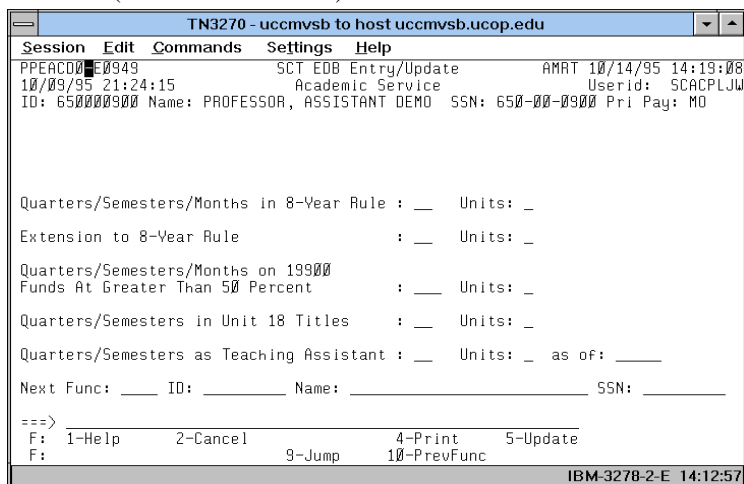 TN3270 - uccmvsb to host uccmvsb.ucop.edu
Session Edit Commands Settings Help
PPEACD0-E0949 SCT EDB Entry/Update AMRT 10/14/95 14:19:08
10/09/95 21:24:15 Academic Service Userid: SCACPLJW
ID: 650000900 Name: PROFESSOR, ASSISTANT DEMO SSN: 650-00-0900 Pri Pay: MO
Quarters/Semesters/Months in 8-Year Rule : __ Units: _
Extension to 8-Year Rule : __ Units: _
Quarters/Semesters/Months on 19900
Funds At Greater Than 50 Percent : ___ Units: _
Quarters/Semesters in Unit 18 Titles : __ Units: _
Quarters/Semesters as Teaching Assistant : __ Units: _ as of: _____
Next Func: ____ ID: _________ Name: __________________________ SSN: _________
===> 
F: 1-Help 2-Cancel 4-Print 5-Update
F: 9-Jump 10-PrevFunc
IBM-3278-2-E 14:12:57